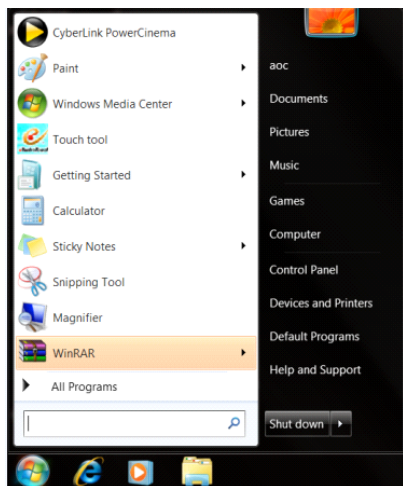 CyberLink PowerCinema
Paint
Windows Media Center
Touch tool
Getting Started
Calculator
Sticky Notes
Snipping Tool
Magnifier
WinRAR
All Programs
aoc
Documents
Pictures
Music
Games
Computer
Control Panel
Devices and Printers
Default Programs
Help and Support
Shut down